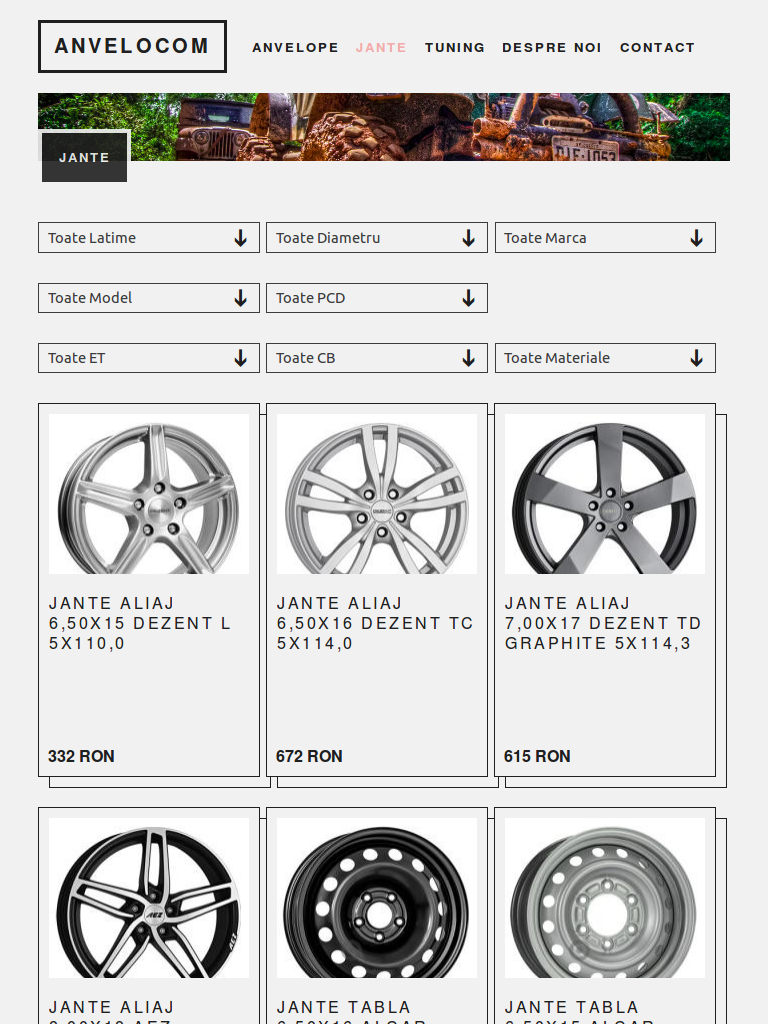 ANVELOCOM
ANVELOPE JANTE TUNING DESPRE NOI CONTACT
JANTE
Toate Latime Toate Diametru Toate Marca
Toate Model Toate PCD
Toate ET Toate CB Toate Materiale
JANTE ALIAJ
6,50X15 DEZENT L
5X110,0
332 RON
JANTE ALIAJ
6,50X16 DEZENT TC
5X114,0
672 RON
JANTE ALIAJ
7,00X17 DEZENT TD
GRAPHITE 5X114,3
615 RON
AEZ
AEZ
JANTE ALIAJ
JANTE TABLA
JANTE TABLA